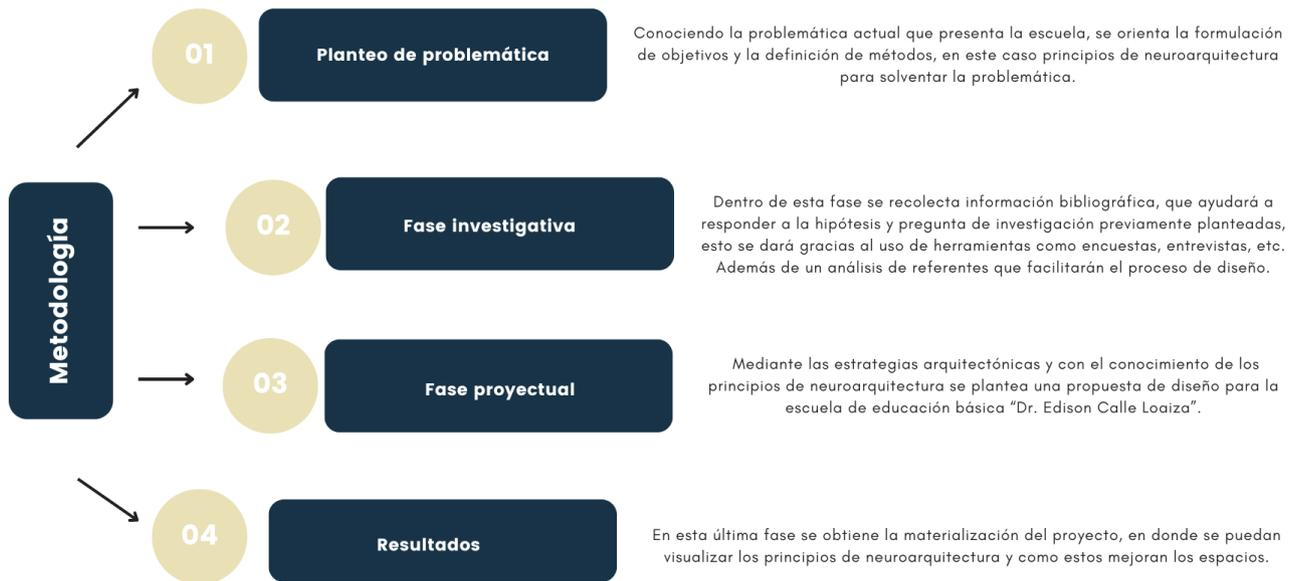 Metodología
01
Planteo de problemática
Conociendo la problemática actual que presenta la escuela, se orienta la formulación
de objetivos y la definición de métodos, en este caso principios de neuroarquitectura
para solventar la problemática.
02
Fase investigativa
Dentro de esta fase se recolecta información bibliográfica, que ayudará a
responder a la hipótesis y pregunta de investigación previamente planteadas,
esto se dará gracias al uso de herramientas como encuestas, entrevistas, etc.
Además de un análisis de referentes que facilitarán el proceso de diseño.
03
Fase proyectual
Mediante las estrategias arquitectónicas y con el conocimiento de los
principios de neuroarquitectura se plantea una propuesta de diseño para la
escuela de educación básica “Dr. Edison Calle Loaiza”.
04
Resultados
En esta última fase se obtiene la materialización del proyecto, en donde se puedan
visualizar los principios de neuroarquitectura y como estos mejoran los espacios.